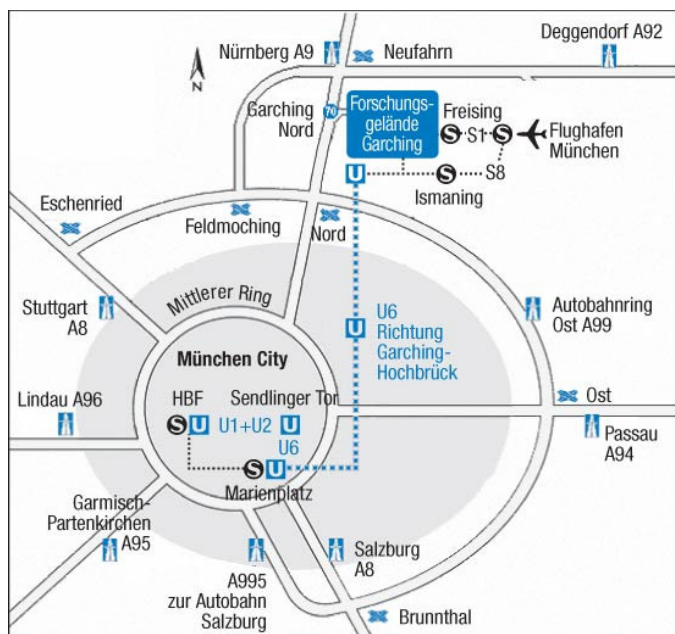 Deggendorf A92
Nürnberg A9
Neufahrn
N
Garching
Nord
70
Forschungs-
gelände
Garching
Freising
S S1 S
Flughafen
München
U
S S8
Ismaning
Eschenried
Feldmoching
Nord
Mittlerer Ring
Stuttgart
A8
U
U6
Richtung
Garching-
Hochbrück
Autobahnring
Ost A99
München City
Lindau A96
HBF
Sendlinger Tor
S U U1+U2 U
U6
Ost
Passau
A94
S U
Marienplatz
Garmisch-
Partenkirchen
A95
A995
zur Autobahn
Salzburg
Salzburg
A8
Brunnthal